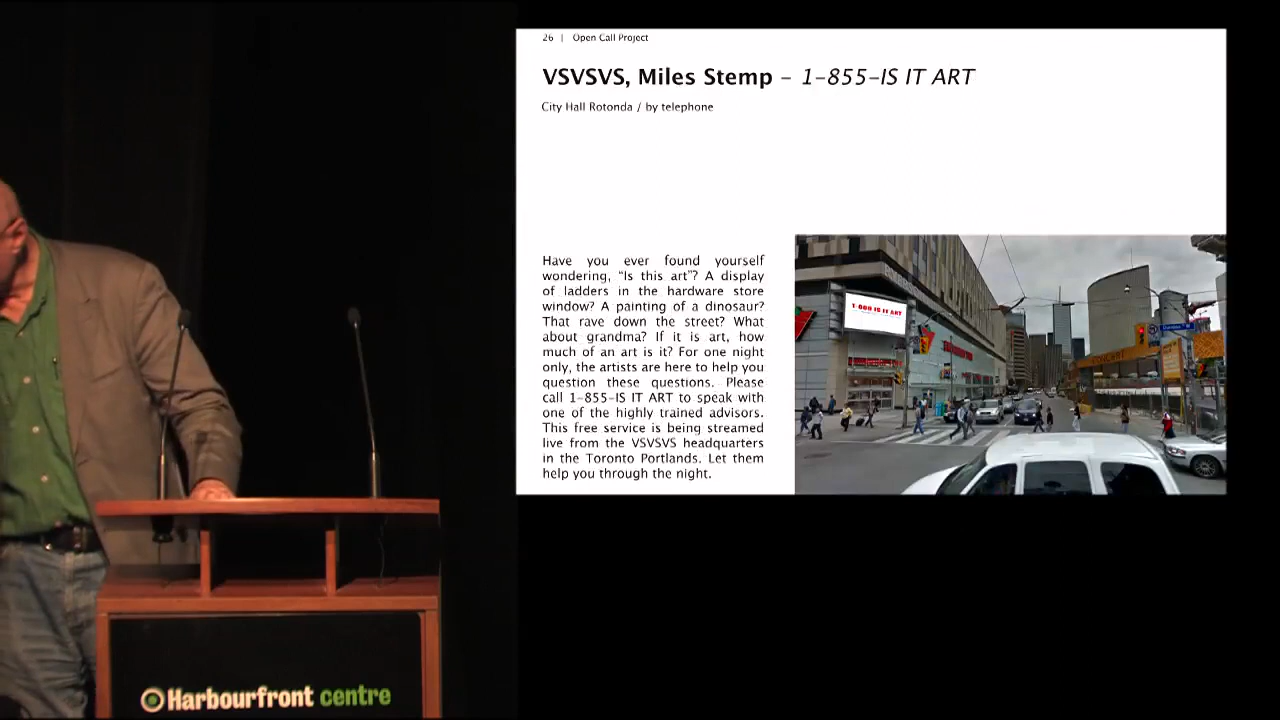 26 | Open Call Project
VSVSVS, Miles Stemp – 1-855-IS IT ART
City Hall Rotonda / by telephone
Have you ever found yourself
wondering, “Is this art”? A display
of ladders in the hardware store
window? A painting of a dinosaur?
That rave down the street? What
about grandma? If it is art, how
much of an art is it? For one night
only, the artists are here to help you
question these questions. Please
call 1-855-IS IT ART to speak with
one of the highly trained advisors.
This free service is being streamed
live from the VSVSVS headquarters
in the Toronto Portlands. Let them
help you through the night.
Harbourfront centre